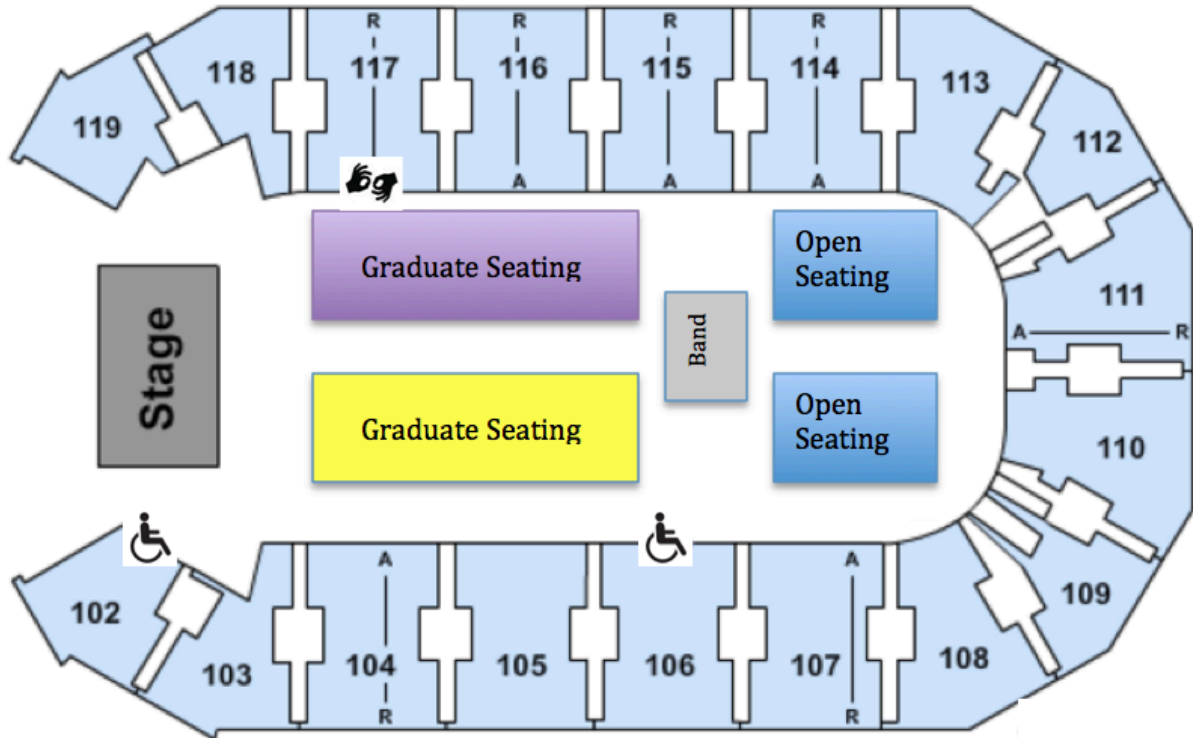 R
R
R
R
118
117
116
115
114
113
119
112
A
A
A
Graduate Seating
Open
Seating
111
A
R
Stage
Band
Graduate Seating
Open
Seating
110
A
A
102
109
103
104
105
106
107
108
R
R